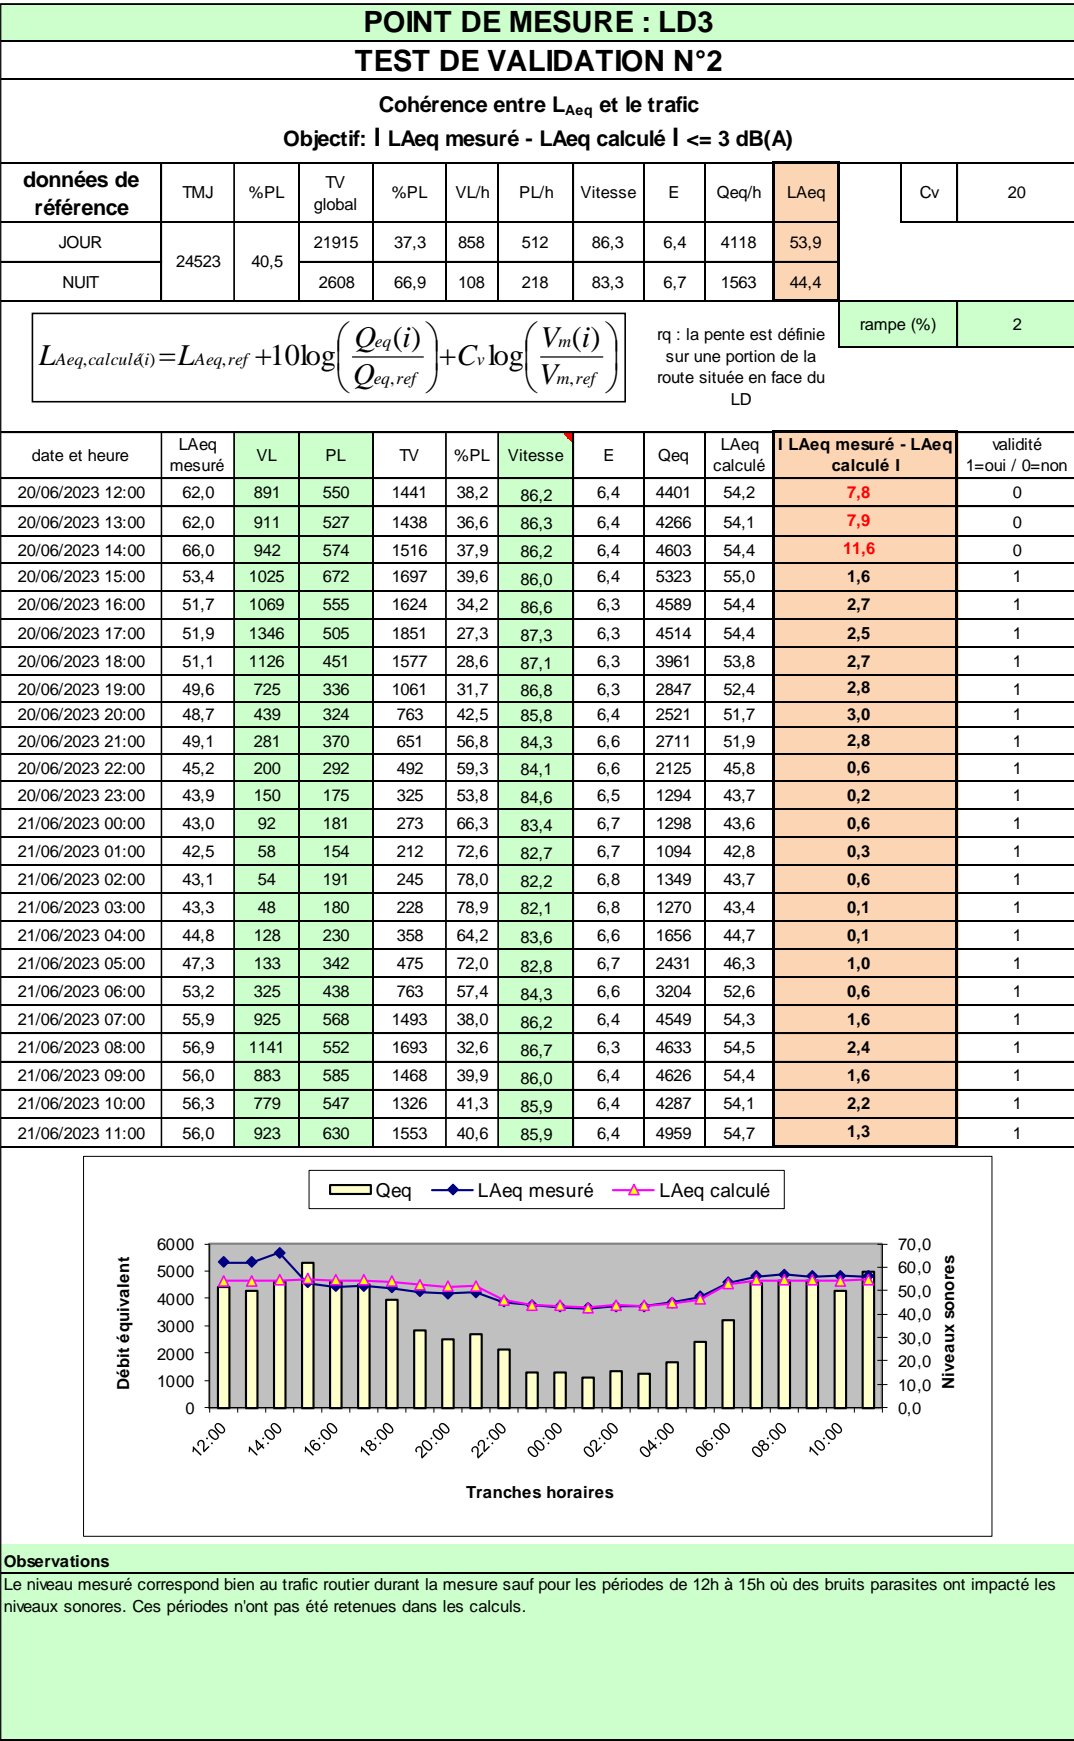 POINT DE MESURE : LD3
TEST DE VALIDATION N°2
Cohérence entre LAeq et le trafic
Objectif: I LAeq mesuré - LAeq calculé I <= 3 dB(A)
données de référence TMJ %PL TV global %PL VL/h PL/h Vitesse E Qeq/h LAeq Cv 20
JOUR 24523 40,5 21915 37,3 858 512 86,3 6,4 4118 53,9
NUIT 2608 66,9 108 218 83,3 6,7 1563 44,4
rampe (%) 2
LAeq,calculé(i) = LAeq,ref + 10log(Qeq(i)/Qeq,ref) + Cv log(Vm(i)/Vm,ref)
rq : la pente est définie
sur une portion de la
route située en face du
LD
date et heure LAeq mesuré VL PL TV %PL Vitesse E Qeq LAeq calculé I LAeq mesuré - LAeq calculé I validité 1=oui / 0=non
20/06/2023 12:00 62,0 891 550 1441 38,2 86,2 6,4 4401 54,2 7,8 0
20/06/2023 13:00 62,0 911 527 1438 36,6 86,3 6,4 4266 54,1 7,9 0
20/06/2023 14:00 66,0 942 574 1516 37,9 86,2 6,4 4603 54,4 11,6 0
20/06/2023 15:00 53,4 1025 672 1697 39,6 86,0 6,4 5323 55,0 1,6 1
20/06/2023 16:00 51,7 1069 555 1624 34,2 86,6 6,3 4589 54,4 2,7 1
20/06/2023 17:00 51,9 1346 505 1851 27,3 87,3 6,3 4514 54,4 2,5 1
20/06/2023 18:00 51,1 1126 451 1577 28,6 87,1 6,3 3961 53,8 2,7 1
20/06/2023 19:00 49,6 725 336 1061 31,7 86,8 6,3 2847 52,4 2,8 1
20/06/2023 20:00 48,7 439 324 763 42,5 85,8 6,4 2521 51,7 3,0 1
20/06/2023 21:00 49,1 281 370 651 56,8 84,3 6,6 2711 51,9 2,8 1
20/06/2023 22:00 45,2 200 292 492 59,3 84,1 6,6 2125 45,8 0,6 1
20/06/2023 23:00 43,9 150 175 325 53,8 84,6 6,5 1294 43,7 0,2 1
21/06/2023 00:00 43,0 92 181 273 66,3 83,4 6,7 1298 43,6 0,6 1
21/06/2023 01:00 42,5 58 154 212 72,6 82,7 6,7 1094 42,8 0,3 1
21/06/2023 02:00 43,1 54 191 245 78,0 82,2 6,8 1349 43,7 0,6 1
21/06/2023 03:00 43,3 48 180 228 78,9 82,1 6,8 1270 43,4 0,1 1
21/06/2023 04:00 44,8 128 230 358 64,2 83,6 6,6 1656 44,7 0,1 1
21/06/2023 05:00 47,3 133 342 475 72,0 82,8 6,7 2431 46,3 1,0 1
21/06/2023 06:00 53,2 325 438 763 57,4 84,3 6,6 3204 52,6 0,6 1
21/06/2023 07:00 55,9 925 568 1493 38,0 86,2 6,4 4549 54,3 1,6 1
21/06/2023 08:00 56,9 1141 552 1693 32,6 86,7 6,3 4633 54,5 2,4 1
21/06/2023 09:00 56,0 883 585 1468 39,9 86,0 6,4 4626 54,4 1,6 1
21/06/2023 10:00 56,3 779 547 1326 41,3 85,9 6,4 4287 54,1 2,2 1
21/06/2023 11:00 56,0 923 630 1553 40,6 85,9 6,4 4959 54,7 1,3 1
Qeq LAeq mesuré LAeq calculé
Débit équivalent
6000
5000
4000
3000
2000
1000
0
70,0
60,0
50,0
40,0
30,0
20,0
10,0
0,0
Niveaux sonores
12:00 14:00 16:00 18:00 20:00 22:00 00:00 02:00 04:00 06:00 08:00 10:00
Tranches horaires
Observations
Le niveau mesuré correspond bien au trafic routier durant la mesure sauf pour les périodes de 12h à 15h où des bruits parasites ont impacté les
niveaux sonores. Ces périodes n'ont pas été retenues dans les calculs.